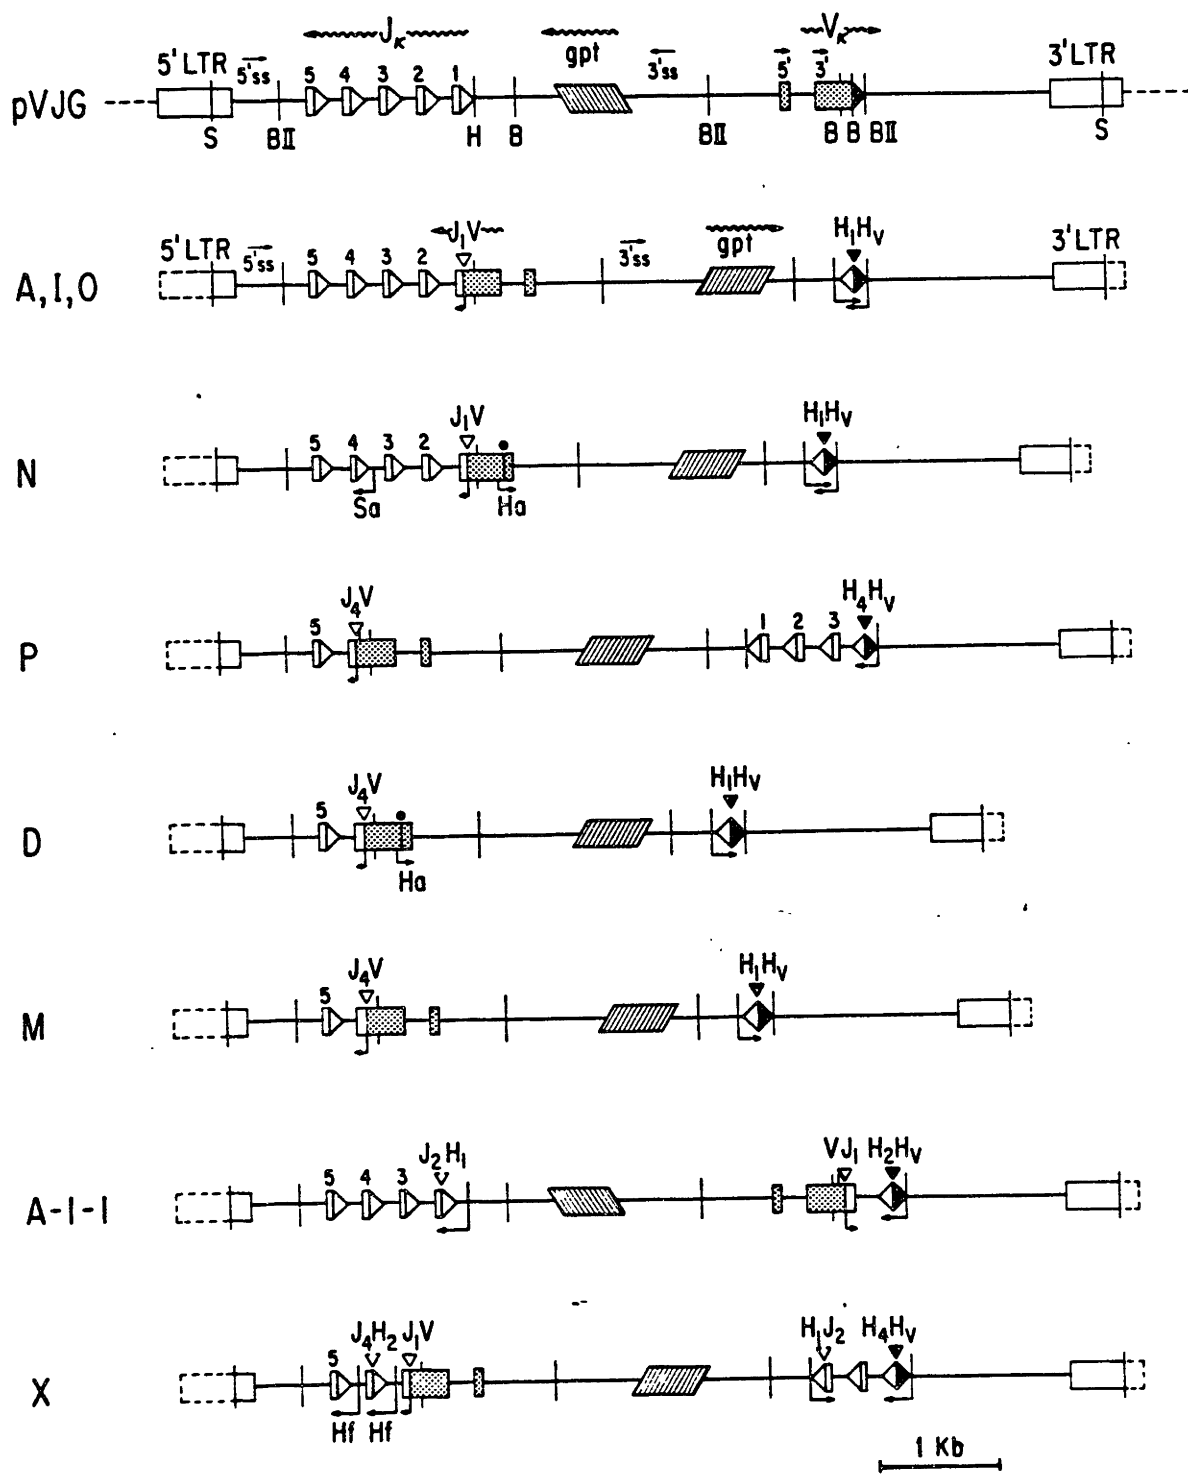 Jκ gpt Vκ
5'LTR 5'ss 5 4 3 2 1 3'ss 5' 3' 3'LTR
pVJG
S BII H B BII B B BII S
J1V gpt H1HV
5'LTR 5'ss 5 4 3 2 3'ss 3'LTR
A,I,O
J1V H1HV
5 4 3 2
N
Sa Ha
J4V H4HV
5 1 2 3
P
J4V H1HV
5
D
Ha
J4V H1HV
5
M
J2H1 VJ1 H2HV
5 4 3
A-1-1
J4H2 J1V H1J2 H4HV
5
X
Hf Hf
1 Kb